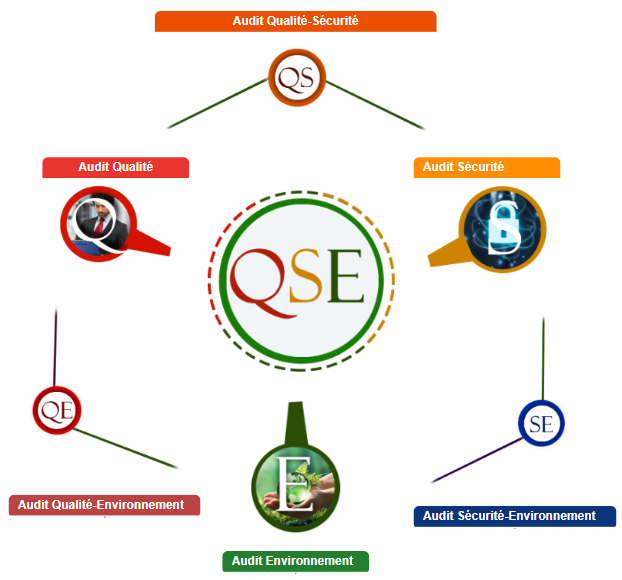 Audit Qualité-Sécurité
QS
Audit Qualité
Audit Sécurité
Q
S
QSE
QE
SE
E
Audit Qualité-Environnement
Audit Sécurité-Environnement
Audit Environnement